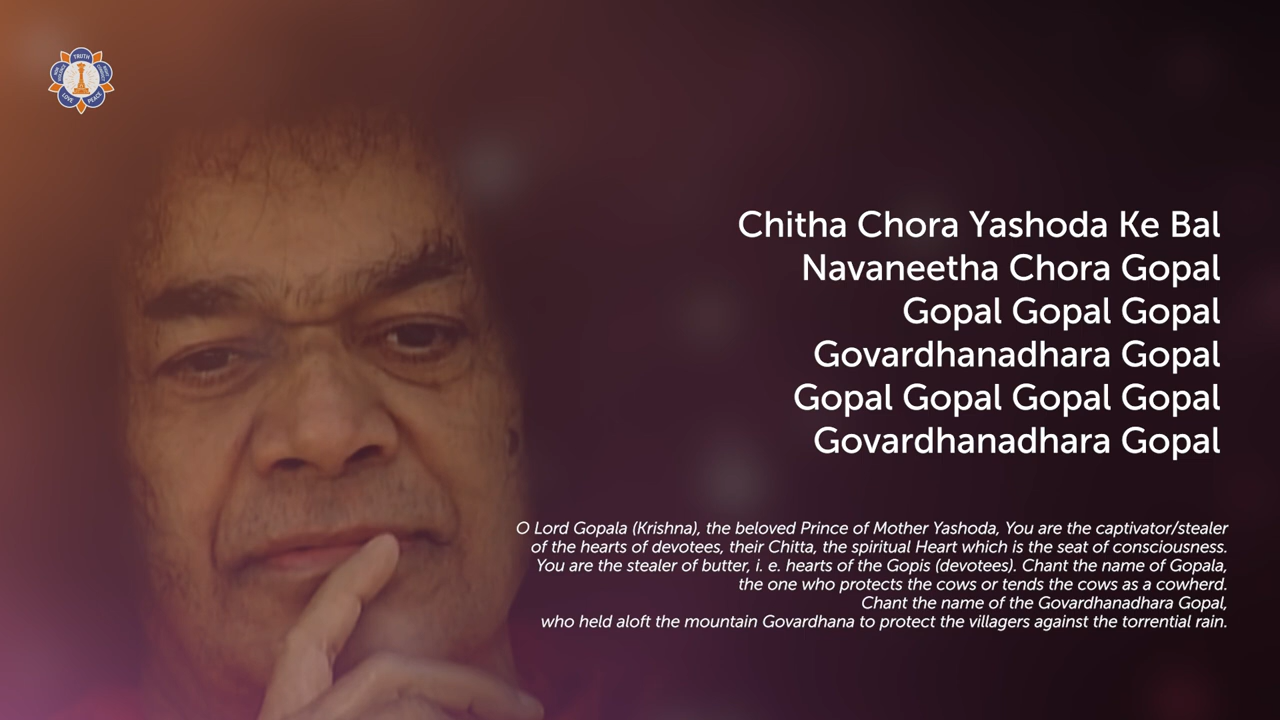 TRUTH
LOVE
PEACE
Chitha Chora Yashoda Ke Bal
Navaneetha Chora Gopal
Gopal Gopal Gopal
Govardhanadhara Gopal
Gopal Gopal Gopal Gopal
Govardhanadhara Gopal
O Lord Gopala (Krishna), the beloved Prince of Mother Yashoda, You are the captivator/stealer
of the hearts of devotees, their Chitta, the spiritual Heart which is the seat of consciousness.
You are the stealer of butter, i. e. hearts of the Gopis (devotees). Chant the name of Gopala,
the one who protects the cows or tends the cows as a cowherd.
Chant the name of the Govardhanadhara Gopal,
who held aloft the mountain Govardhana to protect the villagers against the torrential rain.